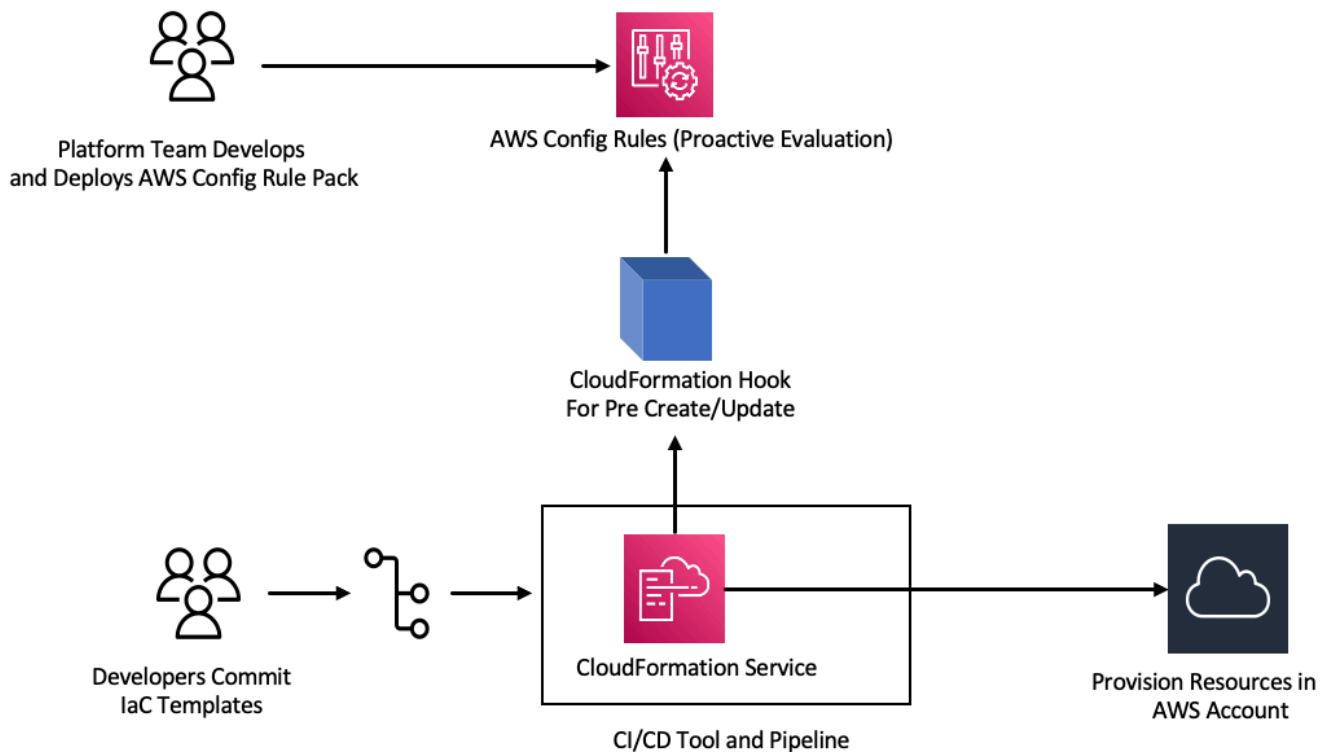 Platform Team Develops
and Deploys AWS Config Rule Pack
AWS Config Rules (Proactive Evaluation)
CloudFormation Hook
For Pre Create/Update
Developers Commit
IaC Templates
CloudFormation Service
Provision Resources in
AWS Account
CI/CD Tool and Pipeline